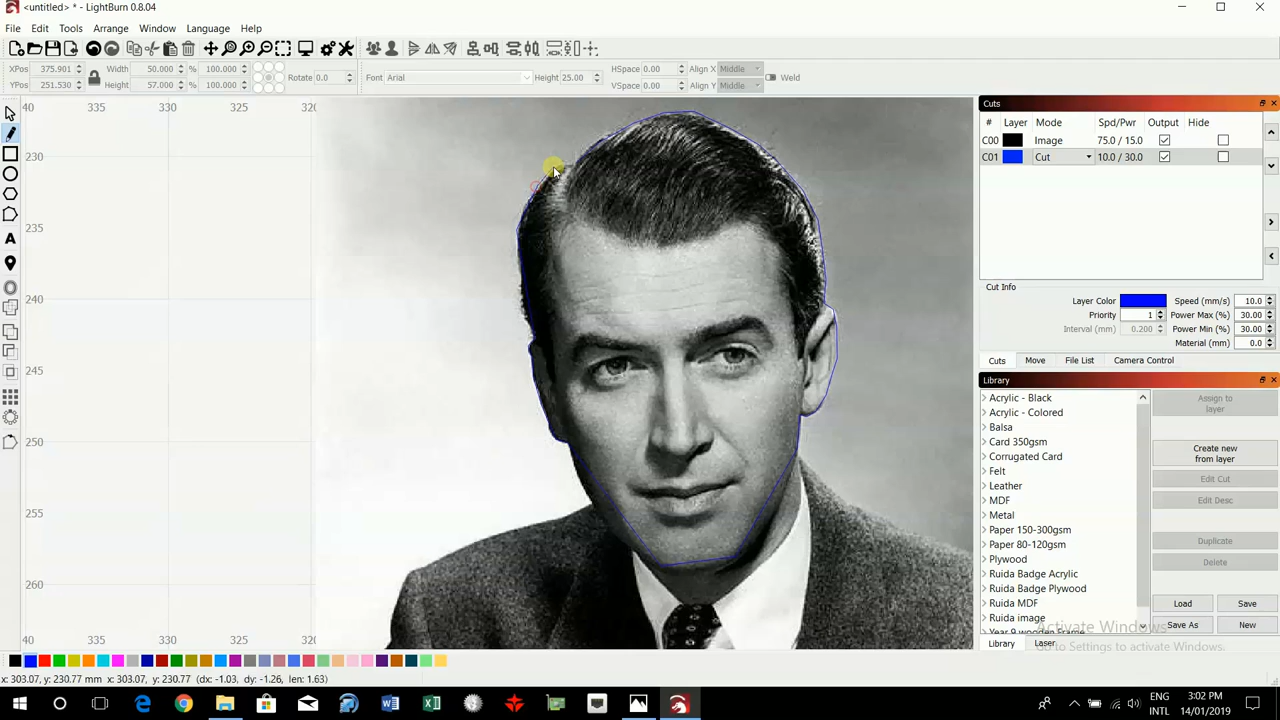 <untitled> * - LightBurn 0.8.04
File Edit Tools Arrange Window Language Help
XPos 375.901 Width 50.000 % 100.000 Rotate 0.0 Font Arial Height 25.00 HSpace 0.00 Align X Middle Weld
YPos 251.530 Height 57.000 % 100.000 VSpace 0.00 Align Y Middle
40 335 330 325 320
230
235
240
245
250
255
260
40 335 330 325 320
Cuts
# Layer Mode Spd/Pwr Output Hide
C00 Image 75.0 / 15.0
C01 Cut 10.0 / 30.0
Cut Info
Layer Color Speed (mm/s) 10.0
Priority 1 Power Max (%) 30.00
Interval (mm) 0.200 Power Min (%) 30.00
Material (mm) 0.0
Cuts Move File List Camera Control
Library
Acrylic - Black
Acrylic - Colored
Balsa
Card 350gsm
Corrugated Card
Felt
Leather
MDF
Metal
Paper 150-300gsm
Paper 80-120gsm
Plywood
Ruida Badge Acrylic
Ruida Badge Plywood
Ruida MDF
Ruida image
Year 9 wooden Frame
Assign to
layer
Create new
from layer
Edit Cut
Edit Desc
Duplicate
Delete
Load Save
Save As New
Activate Windows
Go to Settings to activate Windows.
Library Laser
x: 303.07, y: 230.77 mm x: 303.07, y: 230.77 (dx: -1.03, dy: -1.26, len: 1.63)
ENG
INTL
3:02 PM
14/01/2019